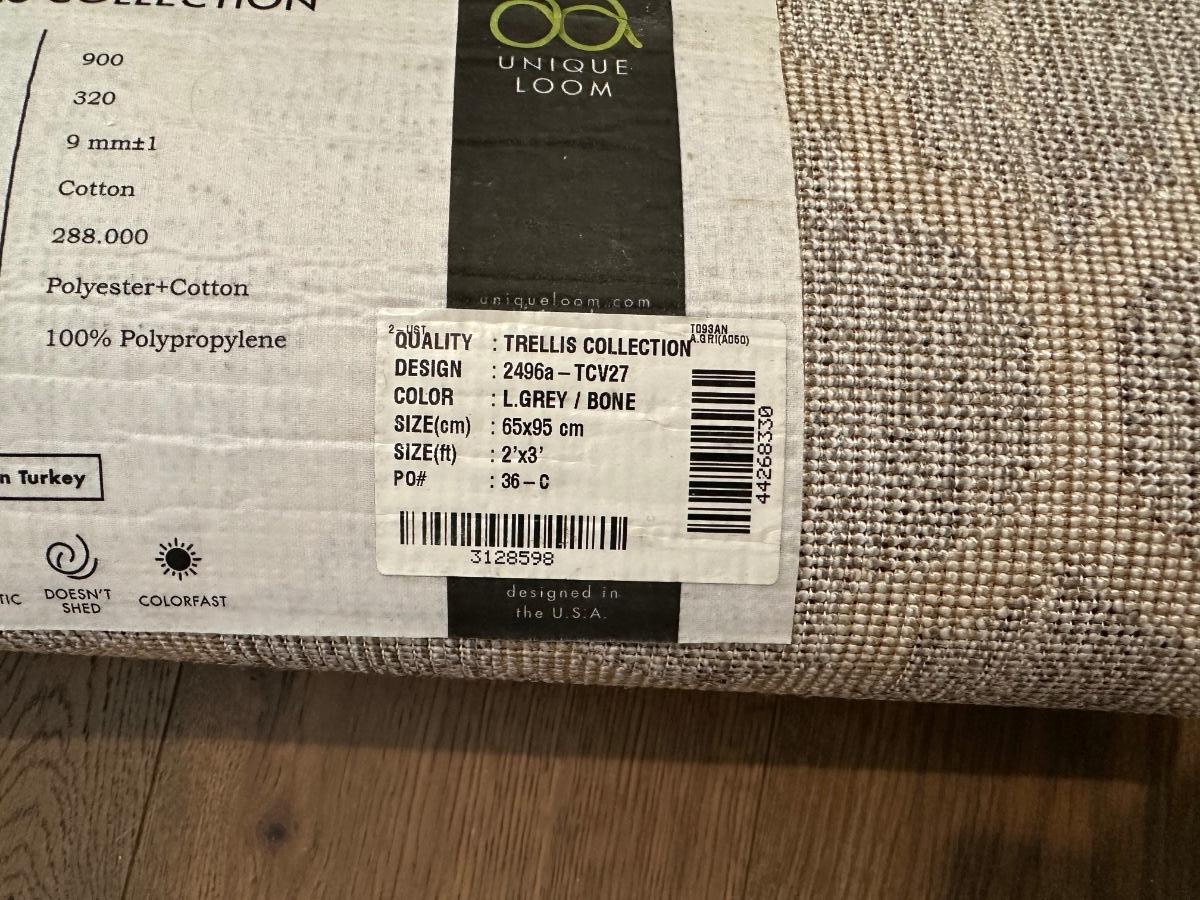 COLLECTION
900
320
9 mm±1
Cotton
288.000
Polyester+Cotton
100% Polypropylene
n Turkey
TIC
DOESN'T
SHED
COLORFAST
UNIQUE
LOOM
uniqueloom.com
2-UST
T093AN
A.GRI(A050)
QUALITY : TRELLIS COLLECTION
DESIGN : 2496a-TCV27
COLOR : L.GREY / BONE
SIZE(cm) : 65x95 cm
SIZE(ft) : 2'x3'
PO# : 36-C
3128598
44268330
designed in
the U.S.A.